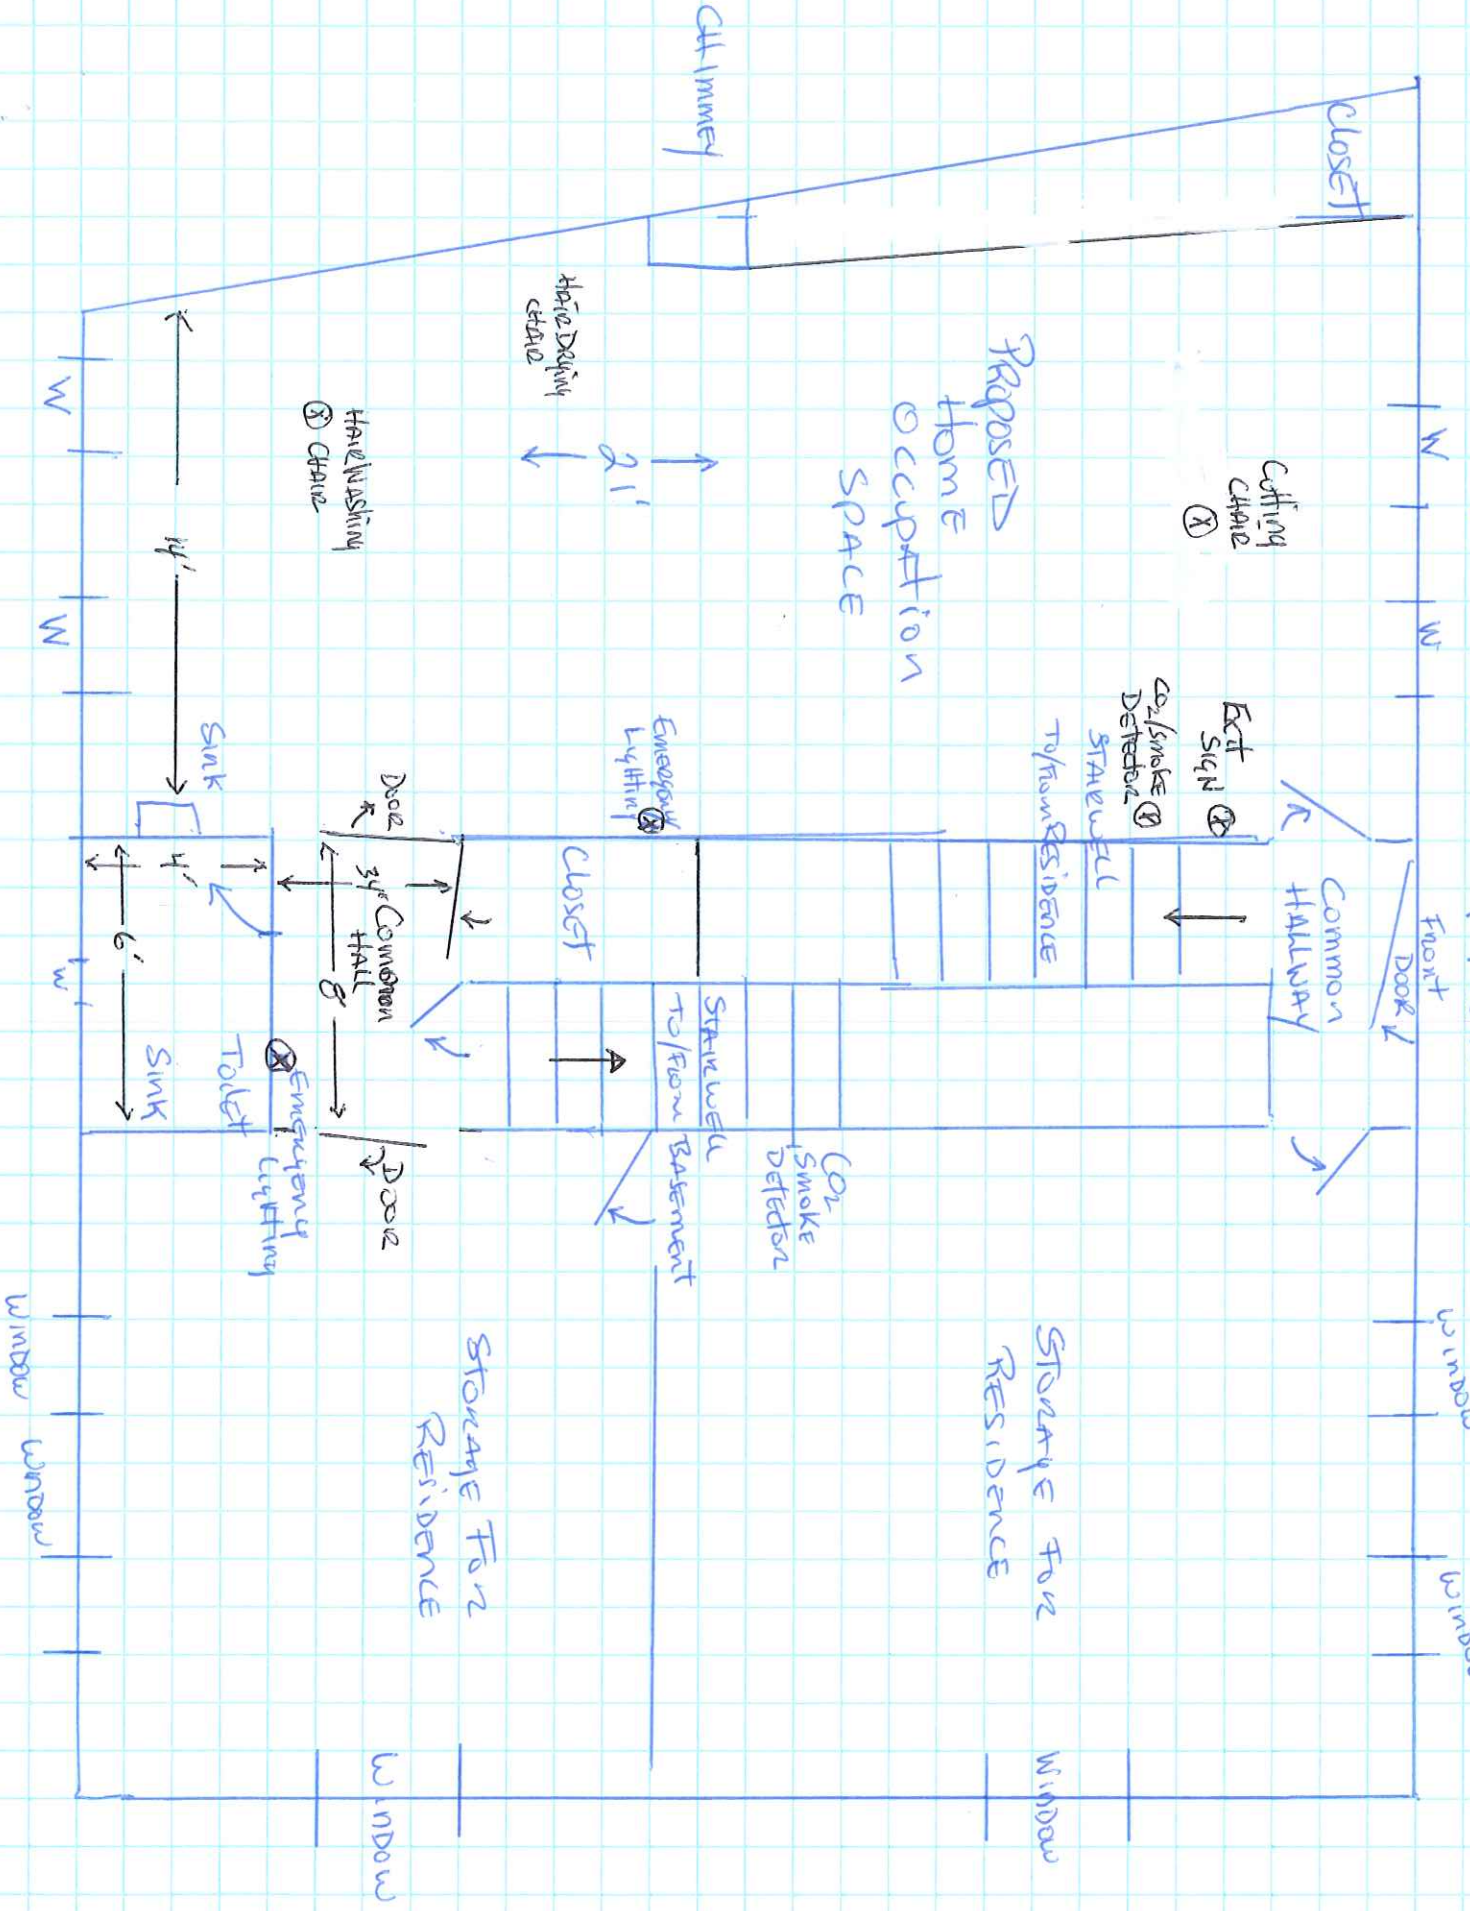 CHIMNEY
CLOSET
HAIR DRying
CHAIR
PROPOSED
Home
OCCUPATION
SPACE
21'
Cutting
CHAIR
X
HAIR WAShing
X CHAIR
14'
W
W
W
W
Sink
DOOR
Emergency
Lighting X
Exit
SIGN X
CO2/SMOKE
DETECTOR X
STAIRWELL
TO/FROM RESIDENCE
Common
HALLWAY
Front
DOOR
CLOSET
34" Common
HALL
8'
4'
6'
W
Sink
TOILET
X Emergency
Lighting
DOOR
STAIRWELL
TO/FROM BASEMENT
CO2
SMOKE
DETECTOR
STORAGE FOR
RESIDENCE
STORAGE FOR
RESIDENCE
WINDOW
WINDOW
WINDOW
WINDOW
WINDOW
WINDOW